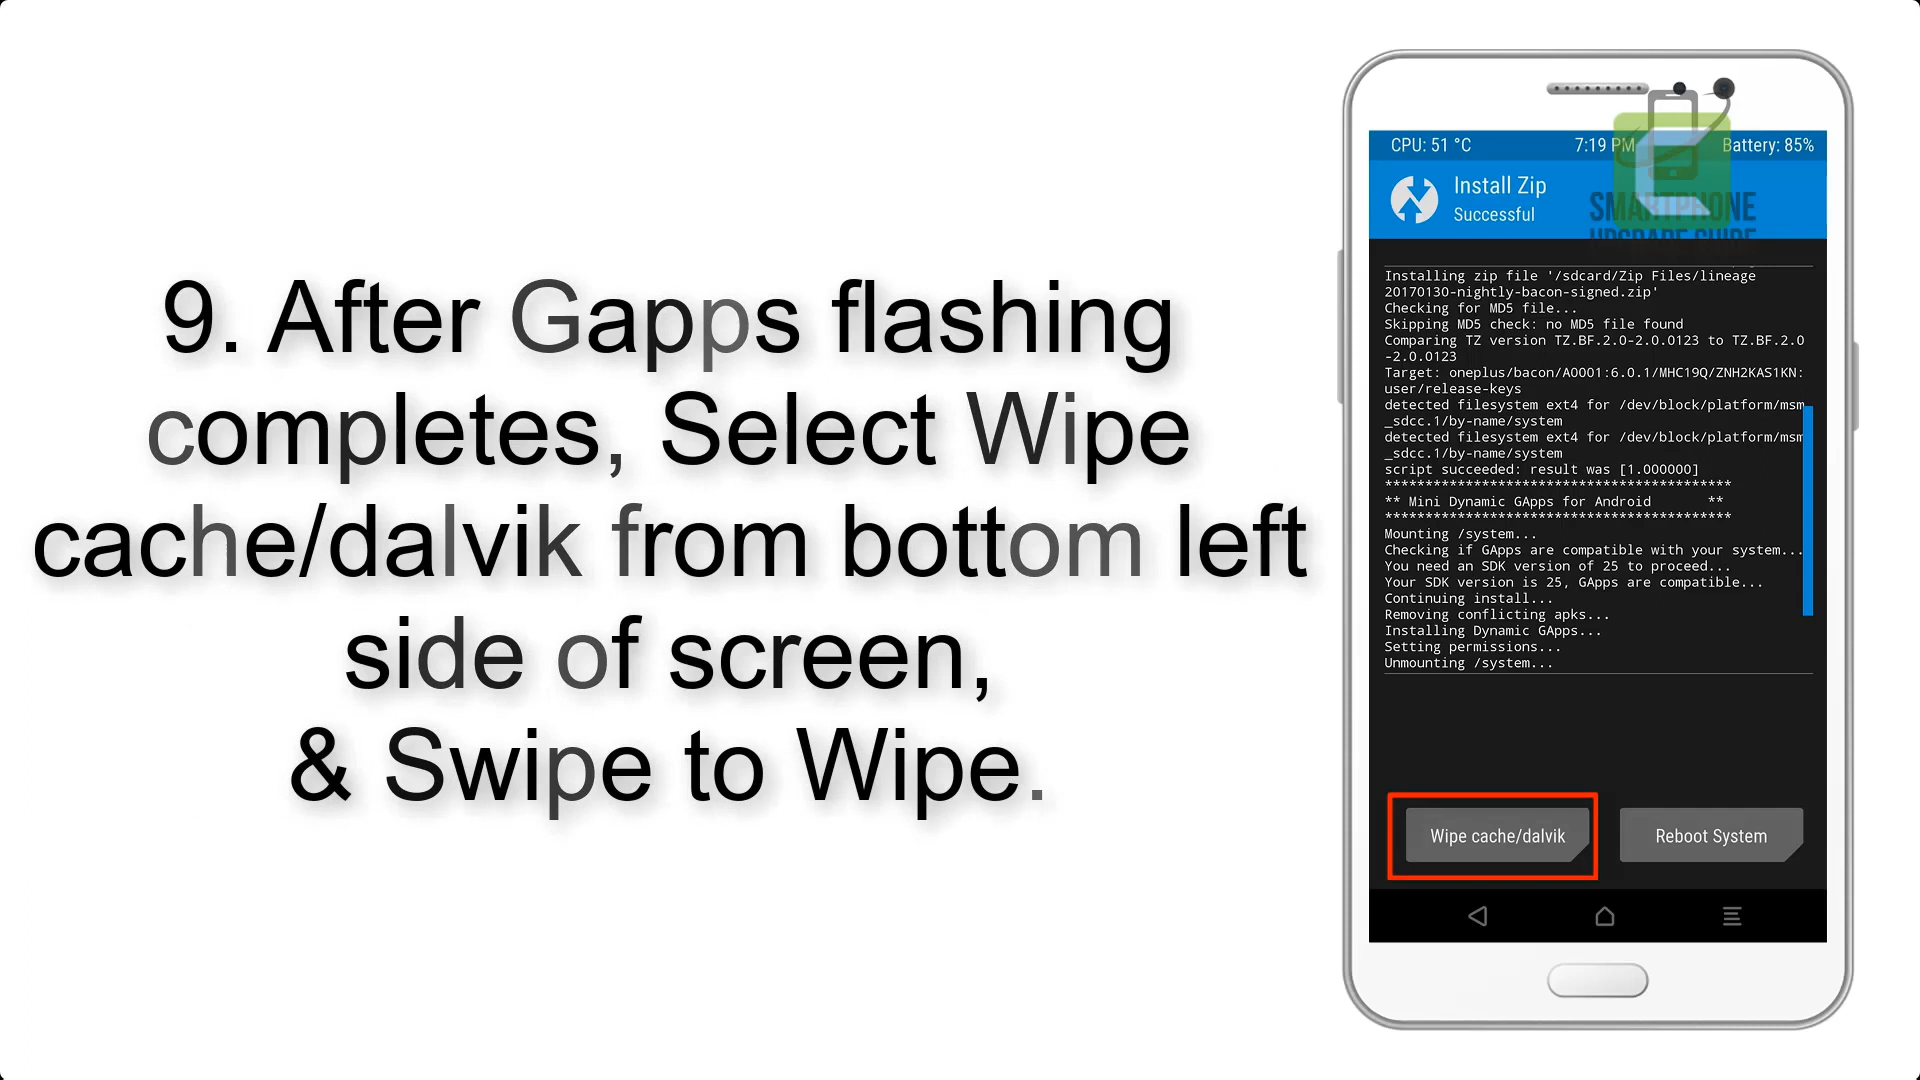 9. After Gapps flashing
completes, Select Wipe
cache/dalvik from bottom left
side of screen,
& Swipe to Wipe.
CPU: 51 °C 7:19 PM Battery: 85%
Install Zip
Successful
SMARTPHONE
UPGRADE GUIDE
Installing zip file '/sdcard/Zip Files/lineage
20170130-nightly-bacon-signed.zip'
Checking for MD5 file...
Skipping MD5 check: no MD5 file found
Comparing TZ version TZ.BF.2.0-2.0.0123 to TZ.BF.2.0
-2.0.0123
Target: oneplus/bacon/A0001:6.0.1/MHC19Q/ZNH2KAS1KN:
user/release-keys
detected filesystem ext4 for /dev/block/platform/msm
_sdcc.1/by-name/system
detected filesystem ext4 for /dev/block/platform/msm
_sdcc.1/by-name/system
script succeeded: result was [1.000000]
*******************************************
** Mini Dynamic GApps for Android       **
*******************************************
Mounting /system...
Checking if GApps are compatible with your system...
You need an SDK version of 25 to proceed...
Your SDK version is 25, GApps are compatible...
Continuing install...
Removing conflicting apks...
Installing Dynamic GApps...
Setting permissions...
Unmounting /system...
Wipe cache/dalvik
Reboot System